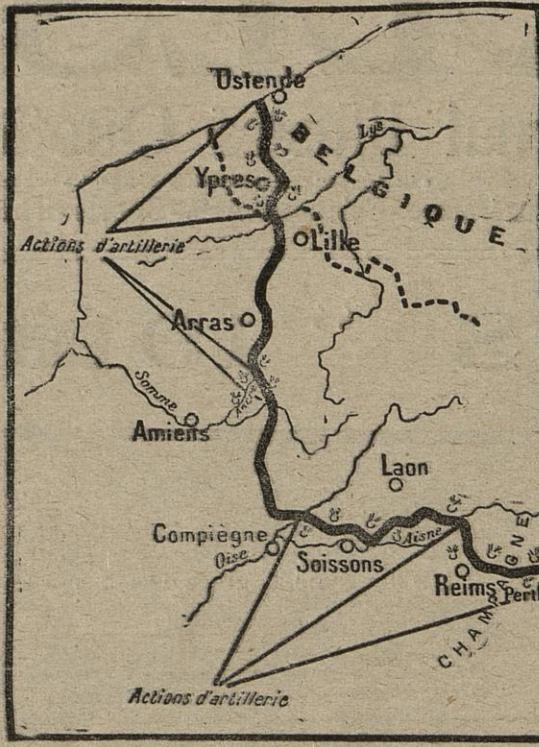 Ostende
BELGIQUE
Lys
Ypres
Actions d'artillerie
Lille
Arras
Somme
Ancre
Amiens
Laon
Compiègne
Oise
Soissons
Aisne
Reims
Perth
CHAMPAGNE
Actions d'artillerie